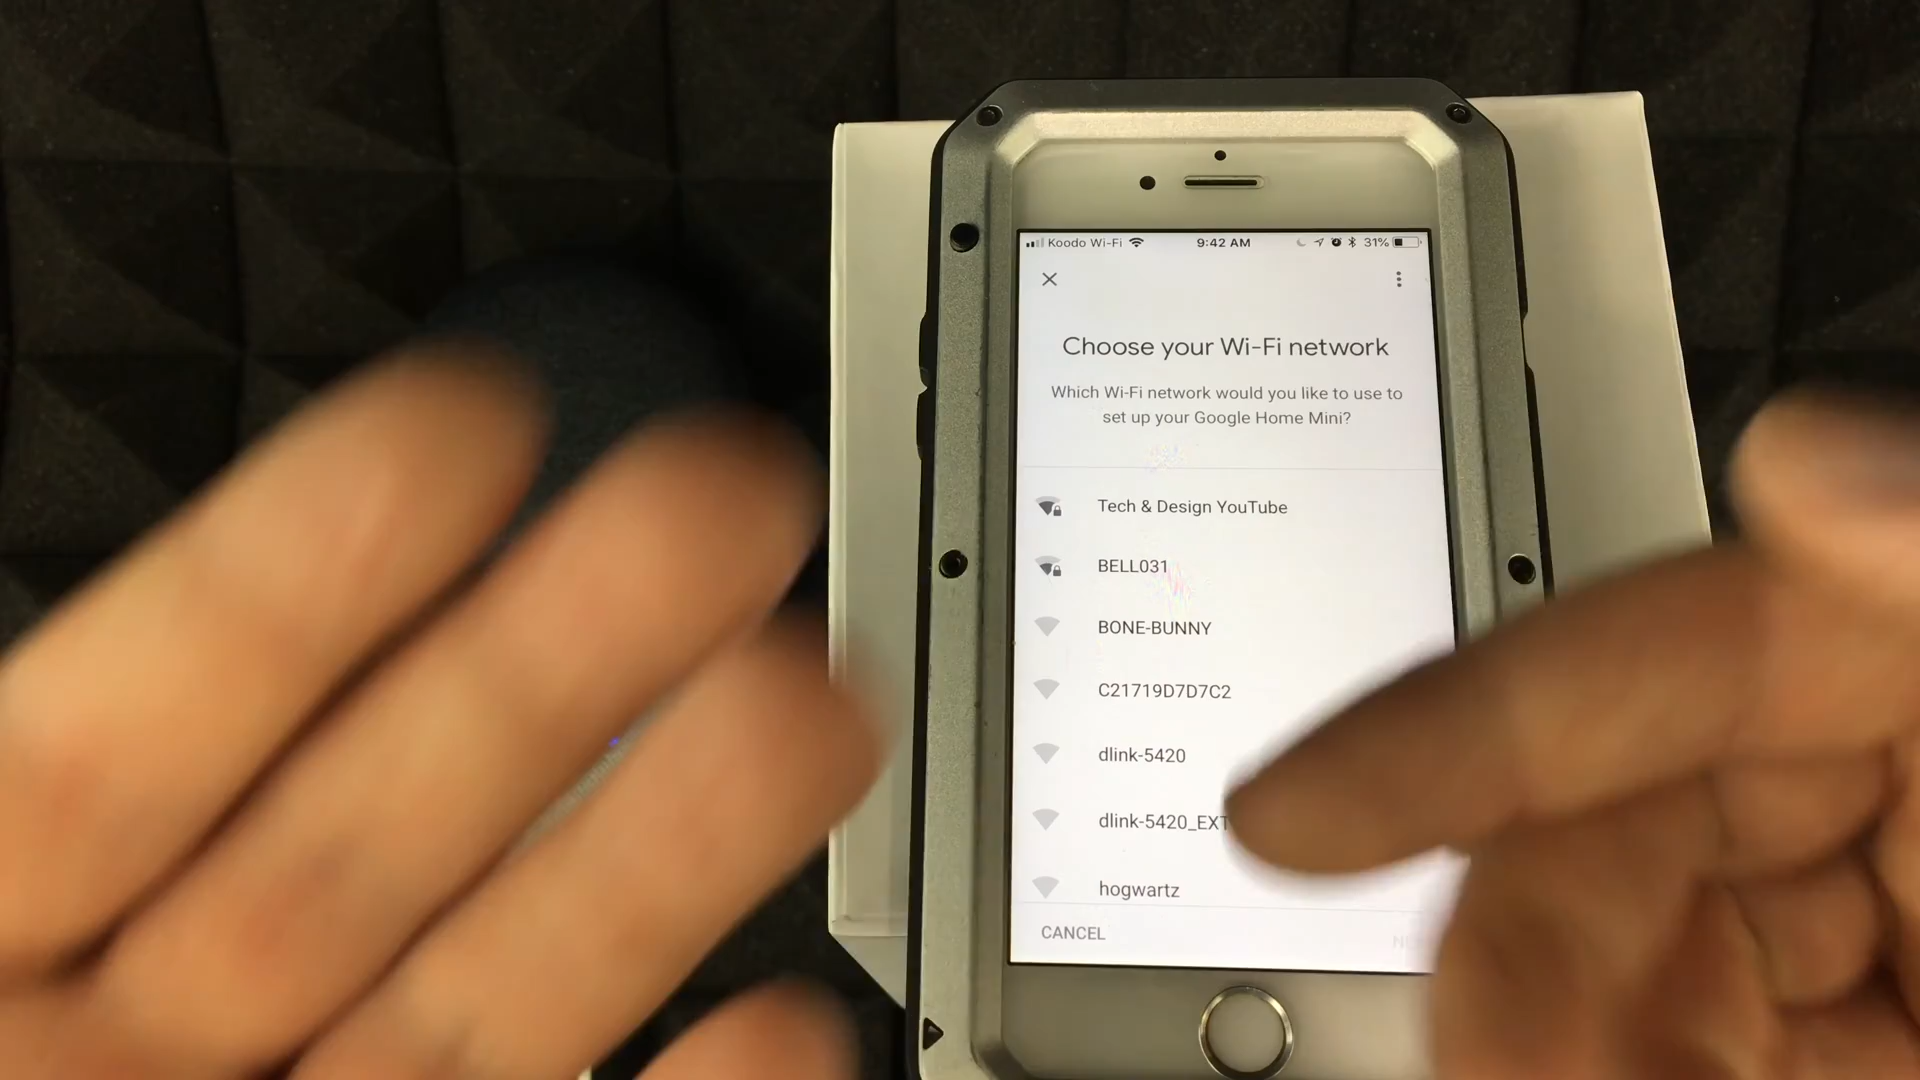 Koodo Wi-Fi 9:42 AM 31%
Choose your Wi-Fi network
Which Wi-Fi network would you like to use to
set up your Google Home Mini?
Tech & Design YouTube
BELL031
BONE-BUNNY
C21719D7D7C2
dlink-5420
dlink-5420_EXT
hogwartz
CANCEL